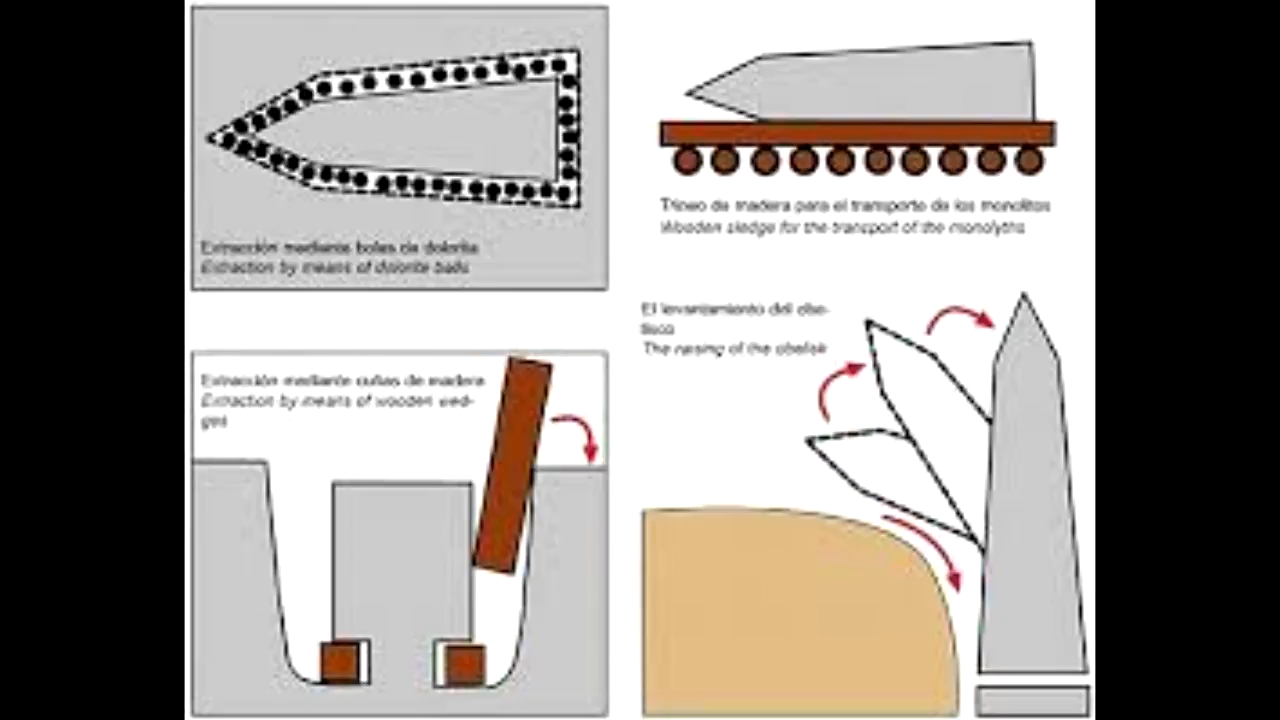 Extracción mediante bolas de dolerita
Extraction by means of dolorite balls
Trineo de madera para el transporte de los monolitos
Wooden sledge for the transport of the monolyths
El levantamiento del obe-
lisco
The raising of the obelisk
Extracción mediante cuñas de madera
Extraction by means of wooden wed-
ges